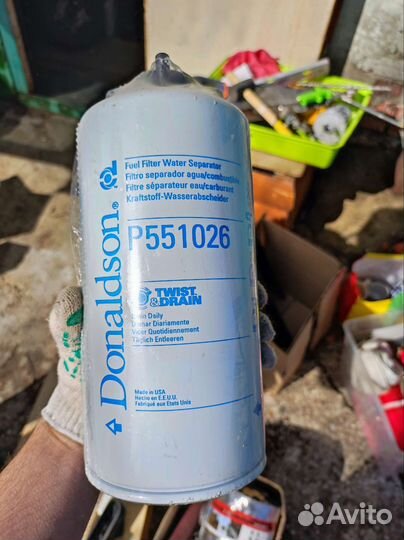 Donaldson®
Fuel Filter Water Separator
Filtro separador agua/combustible
Filtre séparateur eau/carburant
Kraftstoff-Wasserabscheider
P551026
TWIST
&DRAIN
Drain Daily
Drenar Diariamente
Vider Quotidiennement
Täglich Entleeren
Made in USA
Hecho en E.E.U.U.
Fabriqué aux Etats Unis
Avito